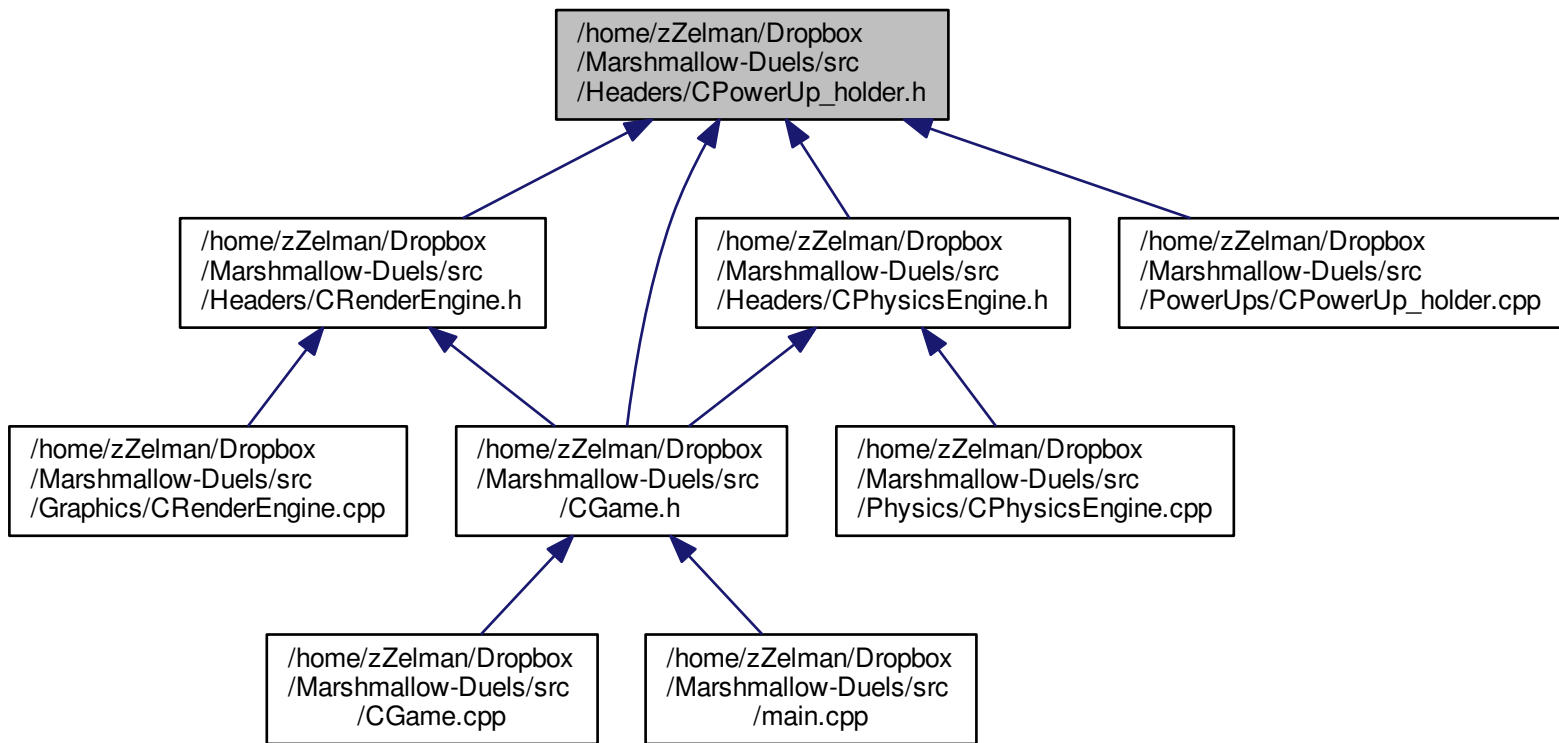 /home/zZelman/Dropbox
/Marshmallow-Duels/src
/Headers/CPowerUp_holder.h
/home/zZelman/Dropbox
/Marshmallow-Duels/src
/Headers/CRenderEngine.h
/home/zZelman/Dropbox
/Marshmallow-Duels/src
/Headers/CPhysicsEngine.h
/home/zZelman/Dropbox
/Marshmallow-Duels/src
/PowerUps/CPowerUp_holder.cpp
/home/zZelman/Dropbox
/Marshmallow-Duels/src
/Graphics/CRenderEngine.cpp
/home/zZelman/Dropbox
/Marshmallow-Duels/src
/CGame.h
/home/zZelman/Dropbox
/Marshmallow-Duels/src
/Physics/CPhysicsEngine.cpp
/home/zZelman/Dropbox
/Marshmallow-Duels/src
/CGame.cpp
/home/zZelman/Dropbox
/Marshmallow-Duels/src
/main.cpp